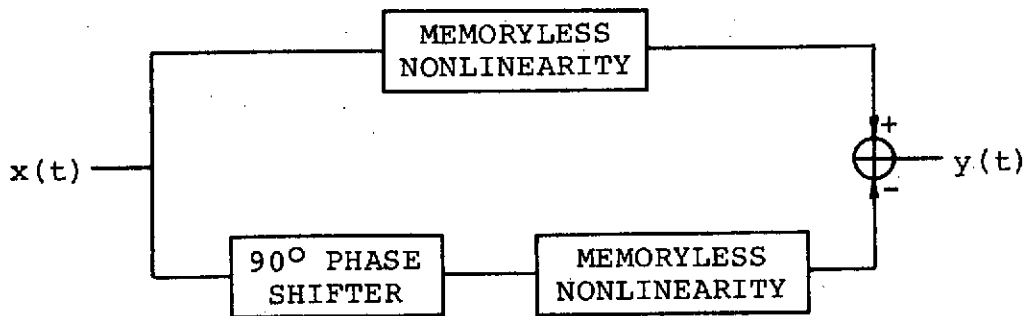 MEMORYLESS
NONLINEARITY
+
x(t)
y(t)
-
90° PHASE
SHIFTER
MEMORYLESS
NONLINEARITY